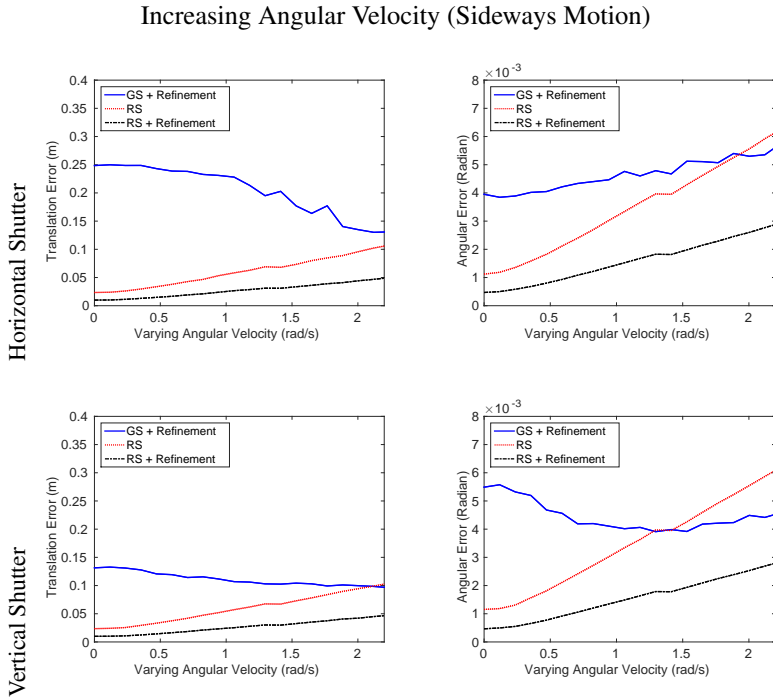 Increasing Angular Velocity (Sideways Motion)
Horizontal Shutter
Translation Error (m)
0.4
0.35
0.3
0.25
0.2
0.15
0.1
0.05
0
GS + Refinement
RS
RS + Refinement
0 0.5 1 1.5 2
Varying Angular Velocity (rad/s)
Angular Error (Radian)
× 10⁻³
8
7
6
5
4
3
2
1
0
GS + Refinement
RS
RS + Refinement
0 0.5 1 1.5 2
Varying Angular Velocity (rad/s)
Vertical Shutter
Translation Error (m)
0.4
0.35
0.3
0.25
0.2
0.15
0.1
0.05
0
GS + Refinement
RS
RS + Refinement
0 0.5 1 1.5 2
Varying Angular Velocity (rad/s)
Angular Error (Radian)
× 10⁻³
8
7
6
5
4
3
2
1
0
GS + Refinement
RS
RS + Refinement
0 0.5 1 1.5 2
Varying Angular Velocity (rad/s)